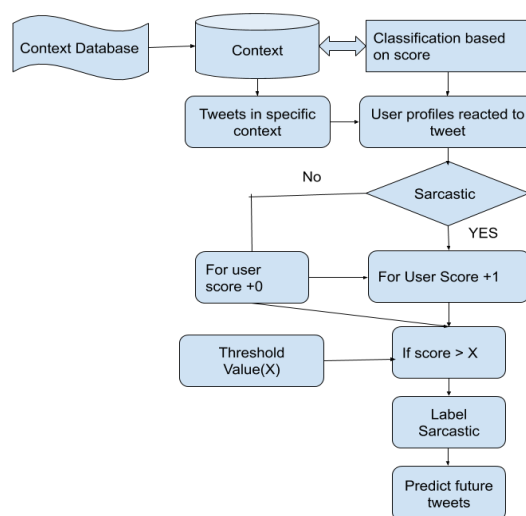 Context Database
Context
Classification based
on score
Tweets in specific
context
User profiles reacted to
tweet
No
Sarcastic
YES
For user
score +0
For User Score +1
Threshold
Value(X)
If score > X
Label
Sarcastic
Predict future
tweets